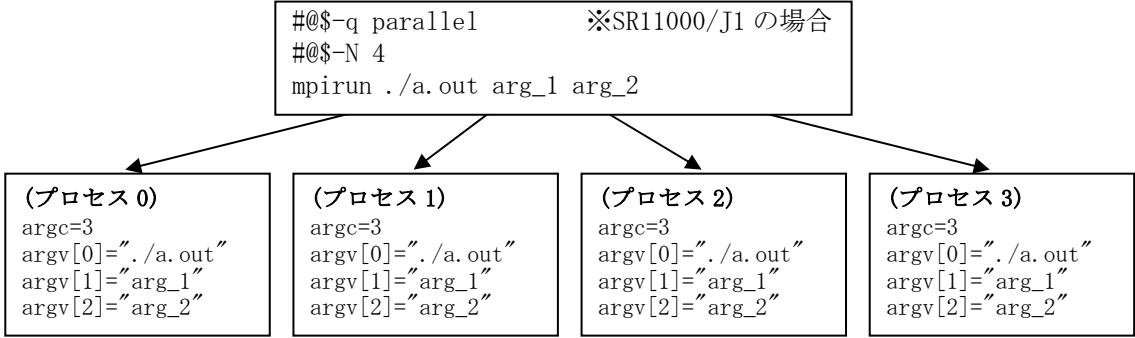 #@$-q parallel ※SR11000/J1 の場合
#@$-N 4
mpirun ./a.out arg_1 arg_2
(プロセス 0)
argc=3
argv[0]="./a.out"
argv[1]="arg_1"
argv[2]="arg_2"
(プロセス 1)
argc=3
argv[0]="./a.out"
argv[1]="arg_1"
argv[2]="arg_2"
(プロセス 2)
argc=3
argv[0]="./a.out"
argv[1]="arg_1"
argv[2]="arg_2"
(プロセス 3)
argc=3
argv[0]="./a.out"
argv[1]="arg_1"
argv[2]="arg_2"